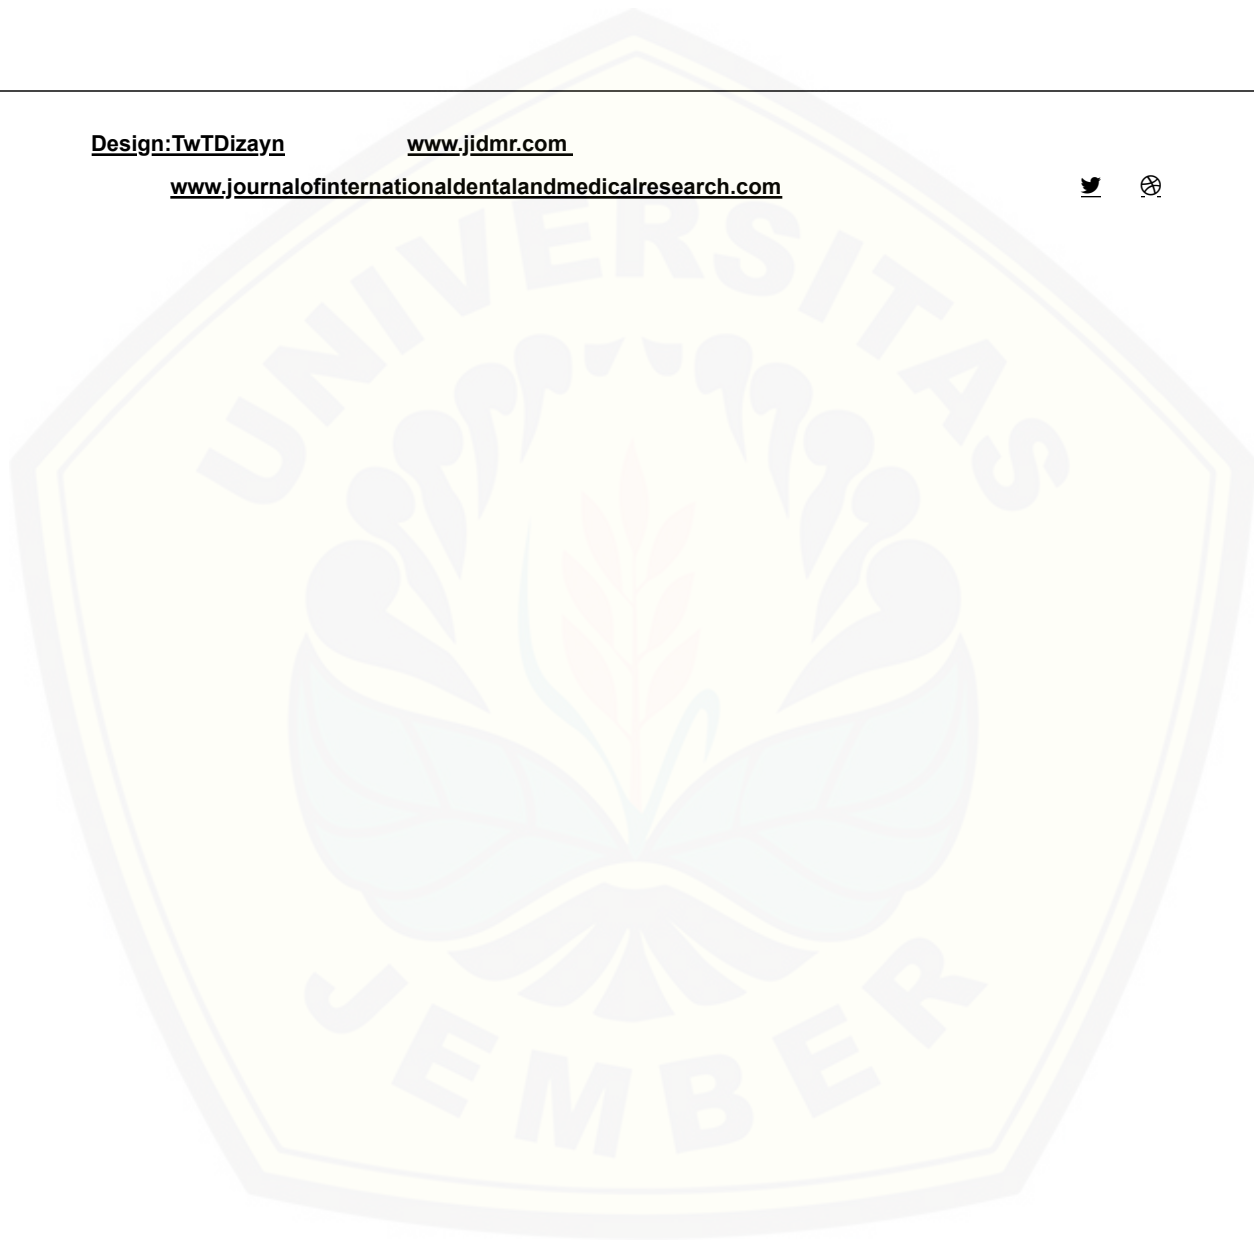 Design:TwTDizayn www.jidmr.com
www.journalofinternationaldentalandmedicalresearch.com
UNIVERSITAS
JEMBER